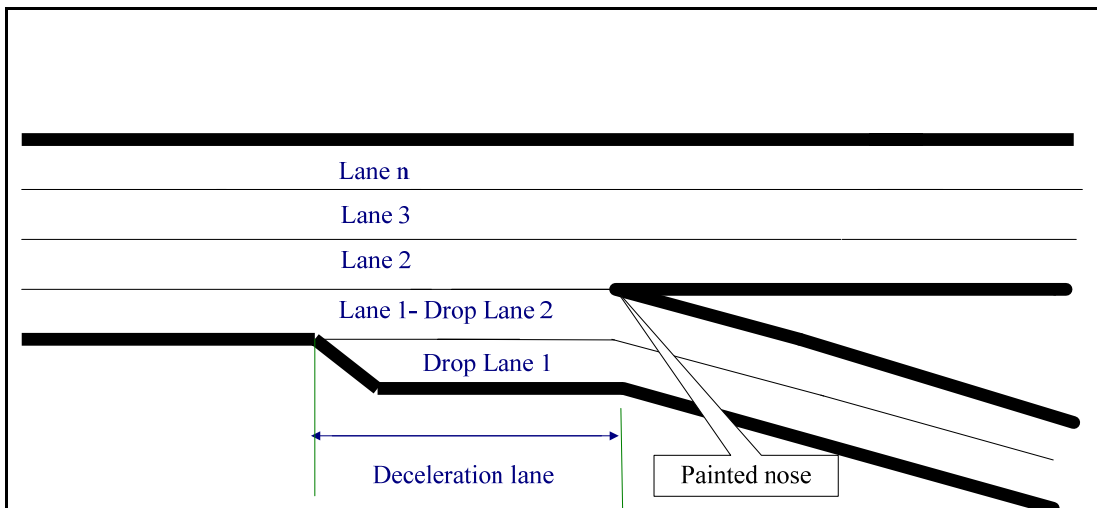 Lane n
Lane 3
Lane 2
Lane 1- Drop Lane 2
Drop Lane 1
Deceleration lane
Painted nose